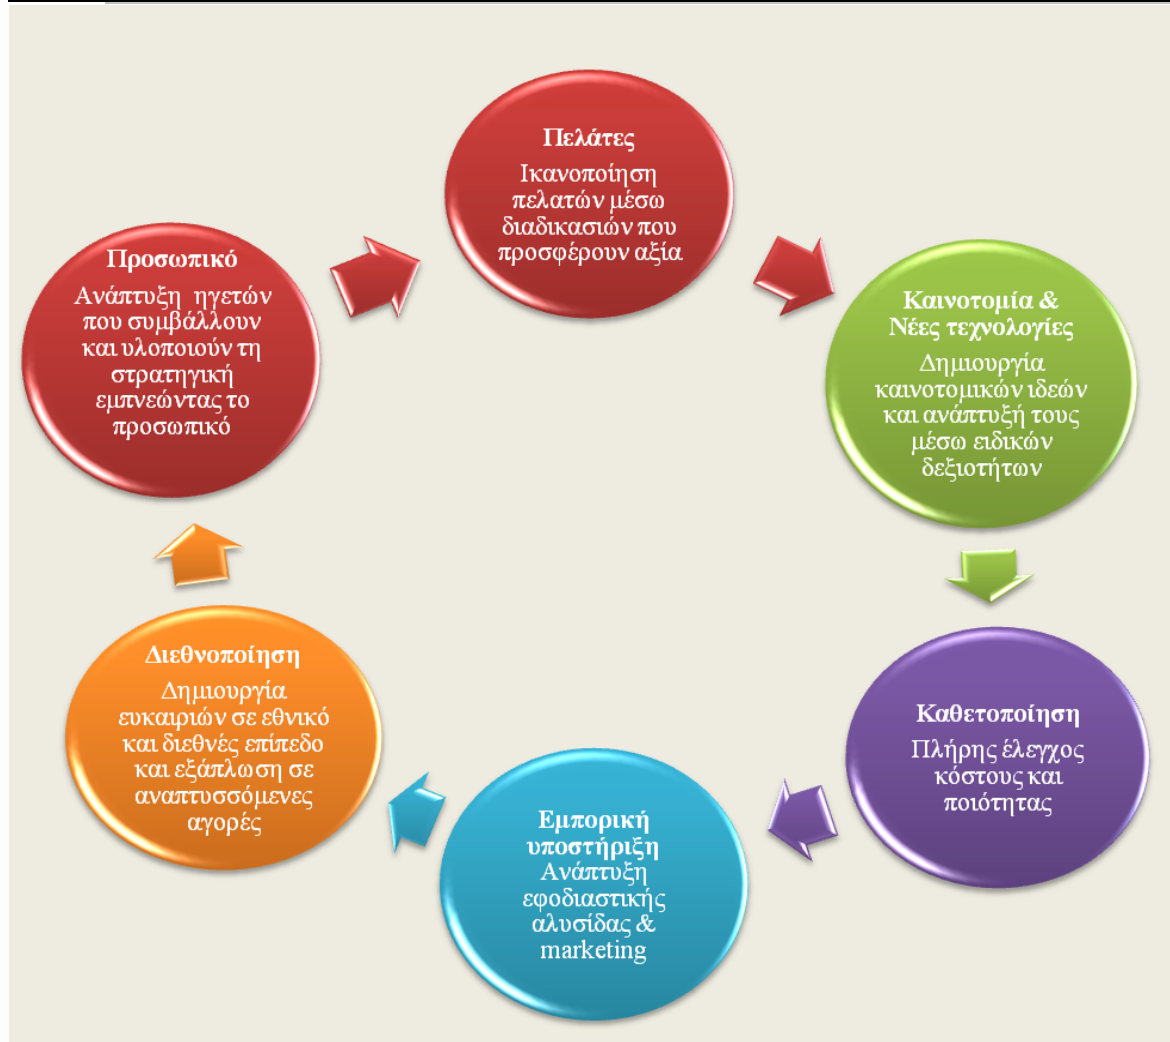 Πελάτες
Ικανοποίηση
πελατών μέσω
διαδικασιών που
προσφέρουν αξία
Καινοτομία &
Νέες τεχνολογίες
Δημιουργία
καινοτομικών ιδεών
και ανάπτυξή τους
μέσω ειδικών
δεξιοτήτων
Καθετοποίηση
Πλήρης έλεγχος
κόστους και
ποιότητας
Εμπορική
υποστήριξη
Ανάπτυξη
εφοδιαστικής
αλυσίδας &
marketing
Διεθνοποίηση
Δημιουργία
ευκαιριών σε εθνικό
και διεθνές επίπεδο
και εξάπλωση σε
αναπτυσσόμενες
αγορές
Προσωπικό
Ανάπτυξη ηγετών
που συμβάλλουν
και υλοποιούν τη
στρατηγική
εμπνεώντας το
προσωπικό